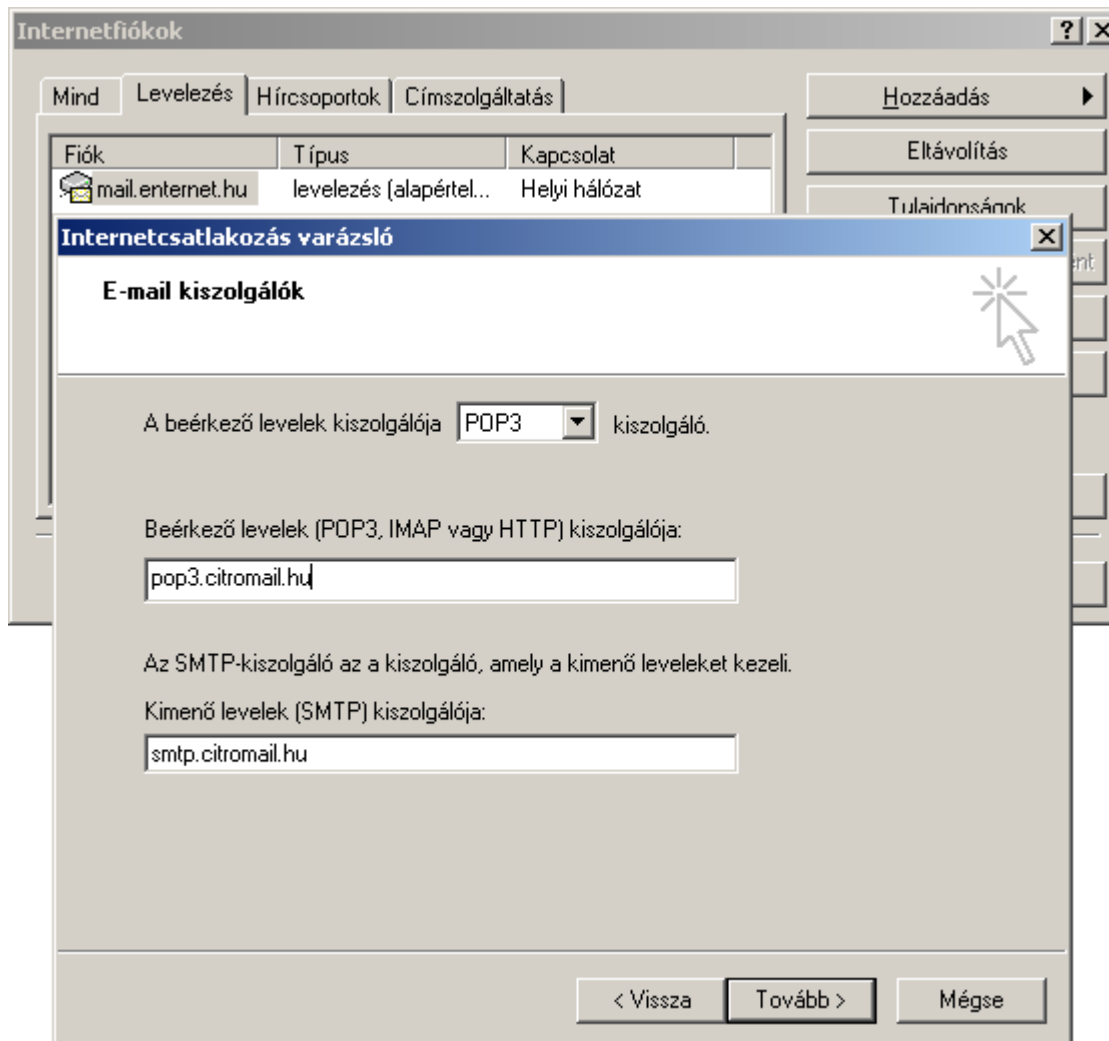 Internetfiókok
Mind Levelezés Hírcsoportok Címszolgáltatás
Hozzáadás
Fiók Típus Kapcsolat
Eltávolítás
mail.enternet.hu levelezés (alapértel... Helyi hálózat
Tulajdonságok
Internetcsatlakozás varázsló
E-mail kiszolgálók
A beérkező levelek kiszolgálója POP3 kiszolgáló.
Beérkező levelek (POP3, IMAP vagy HTTP) kiszolgálója:
pop3.citromail.hu
Az SMTP-kiszolgáló az a kiszolgáló, amely a kimenő leveleket kezeli.
Kimenő levelek (SMTP) kiszolgálója:
smtp.citromail.hu
< Vissza Tovább > Mégse